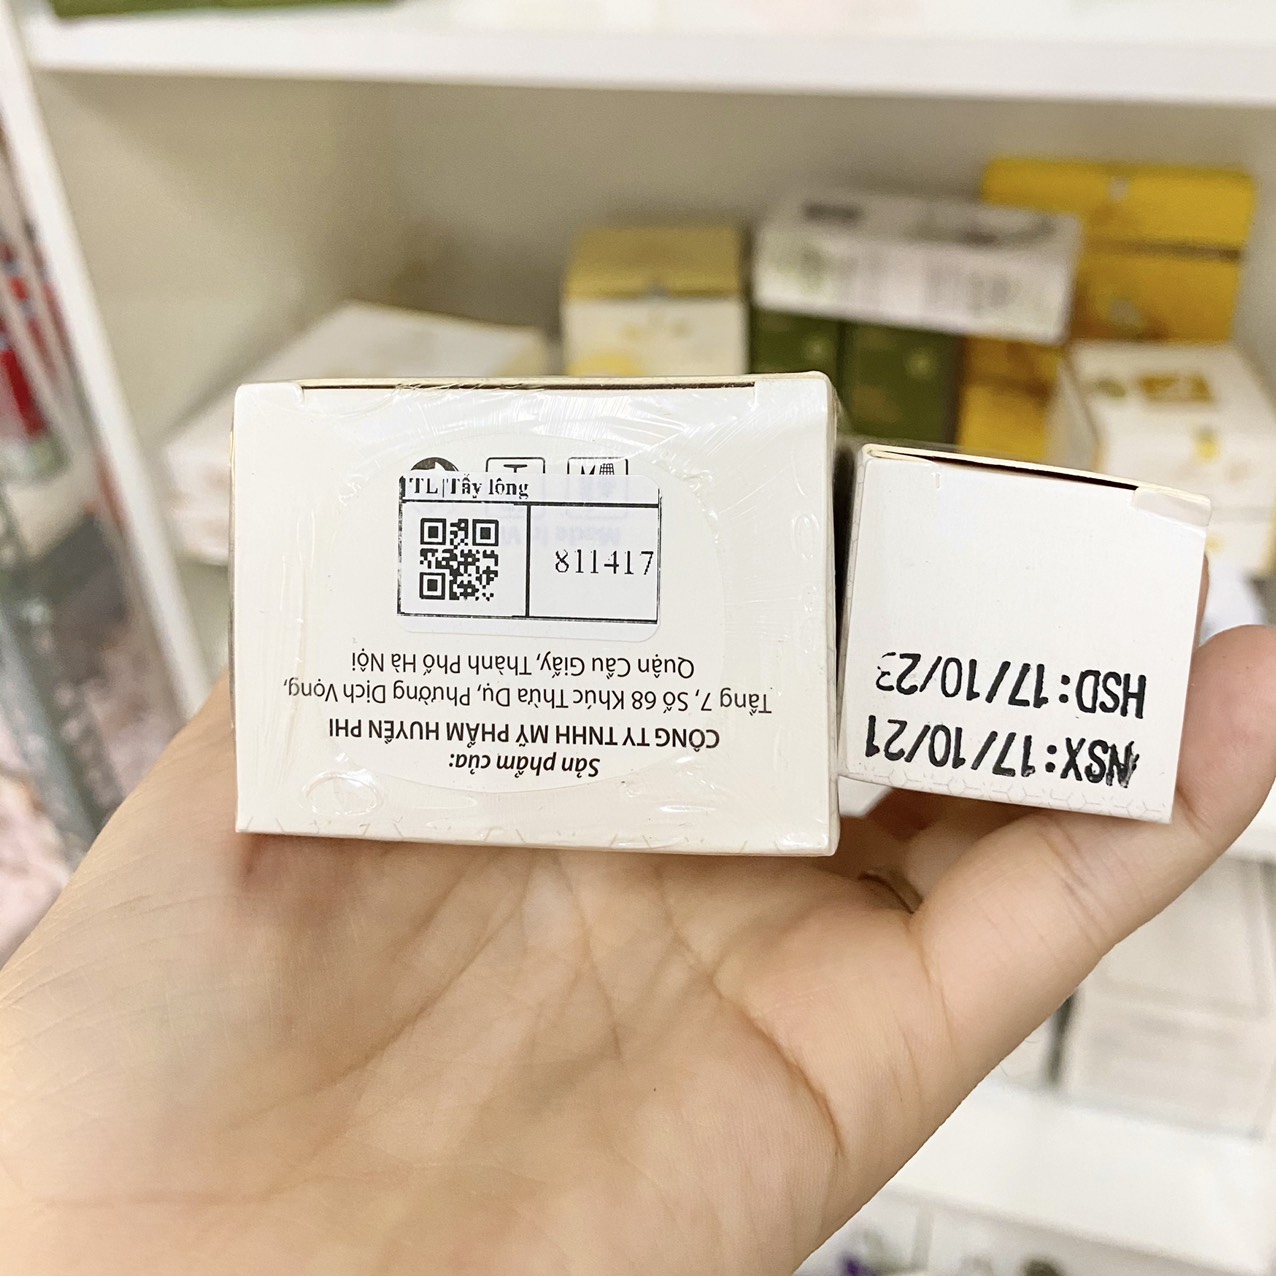 TL|Tẩy lông
811417
Sản phẩm của:
CÔNG TY TNHH MỸ PHẨM HUYỀN PHI
Tầng 7, Số 68 Khúc Thừa Dụ, Phường Dịch Vọng,
Quận Cầu Giấy, Thành Phố Hà Nội
NSX:17/10/21
HSD:17/10/23